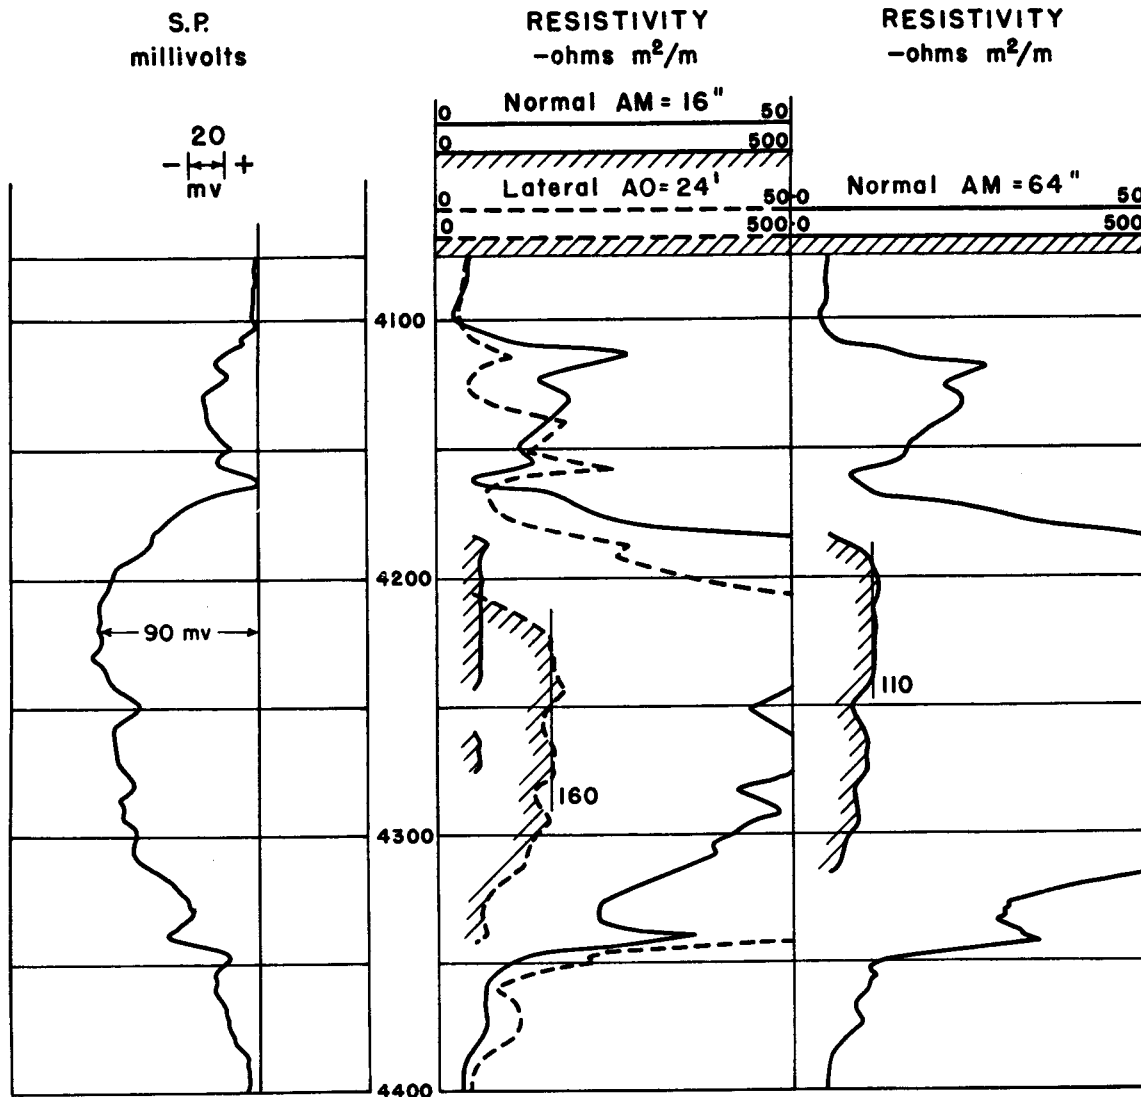 S.P.
millivolts
- 20 +
mv
RESISTIVITY
-ohms m²/m
Normal AM = 16"
0 50
0 500
Lateral AO = 24'
0 50
0 500
RESISTIVITY
-ohms m²/m
Normal AM = 64"
0 50
0 500
4100
4200
90 mv
110
160
4300
4400